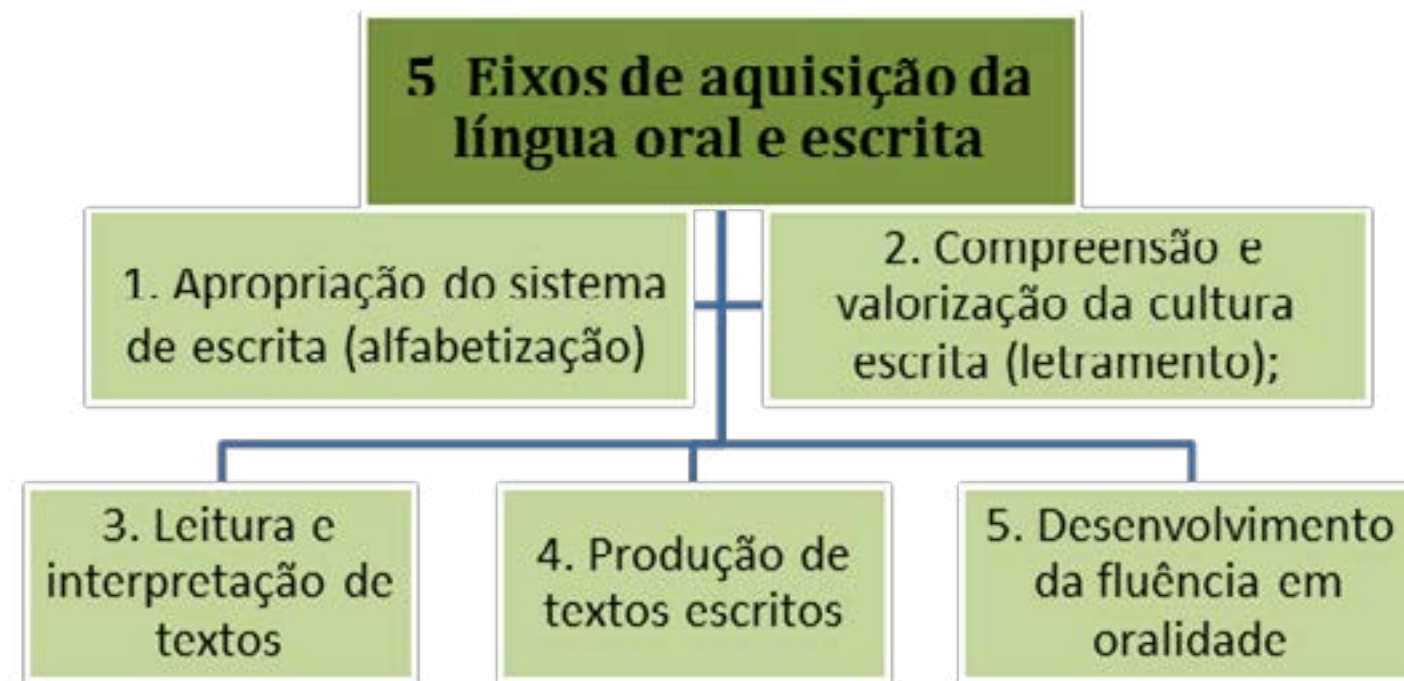 5 Eixos de aquisição da
língua oral e escrita
1. Apropriação do sistema
de escrita (alfabetização)
2. Compreensão e
valorização da cultura
escrita (letramento);
3. Leitura e
interpretação de
textos
4. Produção de
textos escritos
5. Desenvolvimento
da fluência em
oralidade